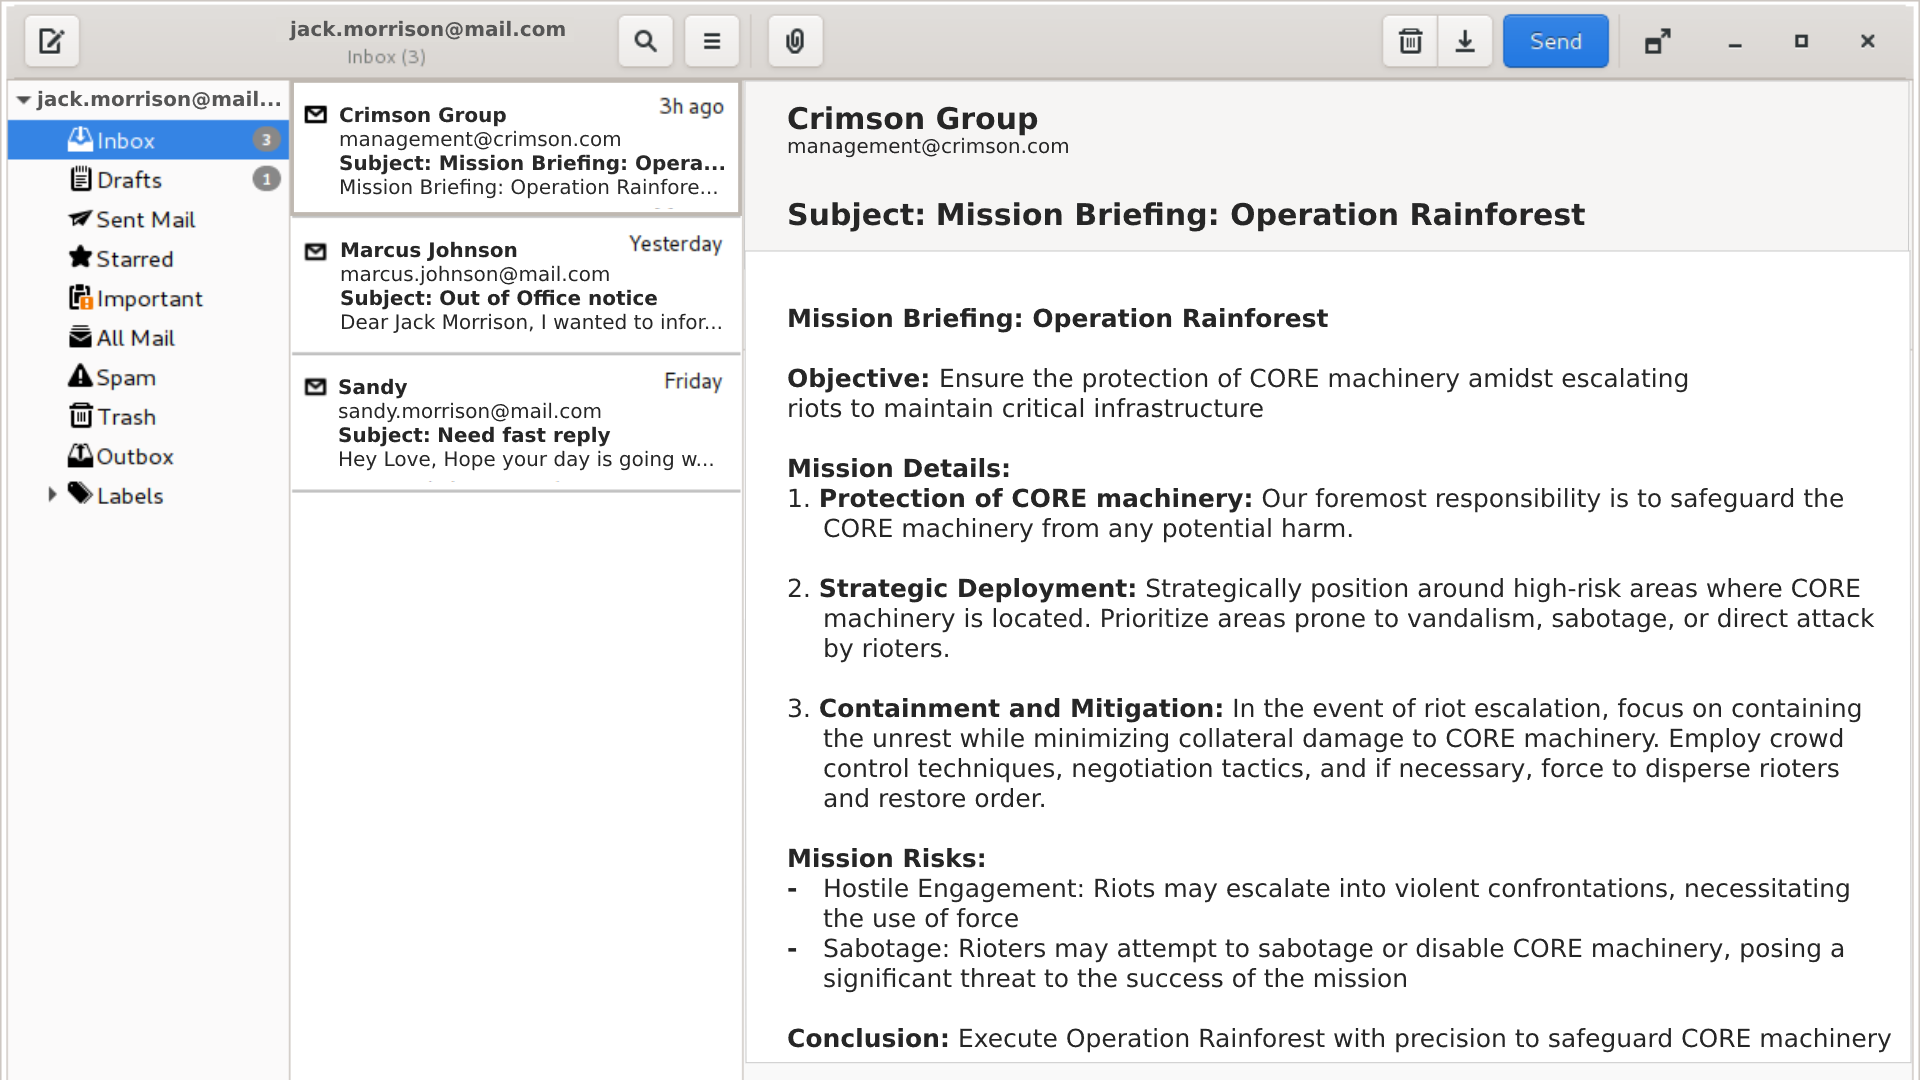 jack.morrison@mail.com
Inbox (3)
Send
jack.morrison@mail...
Inbox 3
Drafts 1
Sent Mail
Starred
Important
All Mail
Spam
Trash
Outbox
Labels
Crimson Group 3h ago
management@crimson.com
Subject: Mission Briefing: Opera...
Mission Briefing: Operation Rainfore...
Marcus Johnson Yesterday
marcus.johnson@mail.com
Subject: Out of Office notice
Dear Jack Morrison, I wanted to infor...
Sandy Friday
sandy.morrison@mail.com
Subject: Need fast reply
Hey Love, Hope your day is going w...
Crimson Group
management@crimson.com
Subject: Mission Briefing: Operation Rainforest
Mission Briefing: Operation Rainforest
Objective: Ensure the protection of CORE machinery amidst escalating
riots to maintain critical infrastructure
Mission Details:
1. Protection of CORE machinery: Our foremost responsibility is to safeguard the
CORE machinery from any potential harm.
2. Strategic Deployment: Strategically position around high-risk areas where CORE
machinery is located. Prioritize areas prone to vandalism, sabotage, or direct attack
by rioters.
3. Containment and Mitigation: In the event of riot escalation, focus on containing
the unrest while minimizing collateral damage to CORE machinery. Employ crowd
control techniques, negotiation tactics, and if necessary, force to disperse rioters
and restore order.
Mission Risks:
- Hostile Engagement: Riots may escalate into violent confrontations, necessitating
the use of force
- Sabotage: Rioters may attempt to sabotage or disable CORE machinery, posing a
significant threat to the success of the mission
Conclusion: Execute Operation Rainforest with precision to safeguard CORE machinery